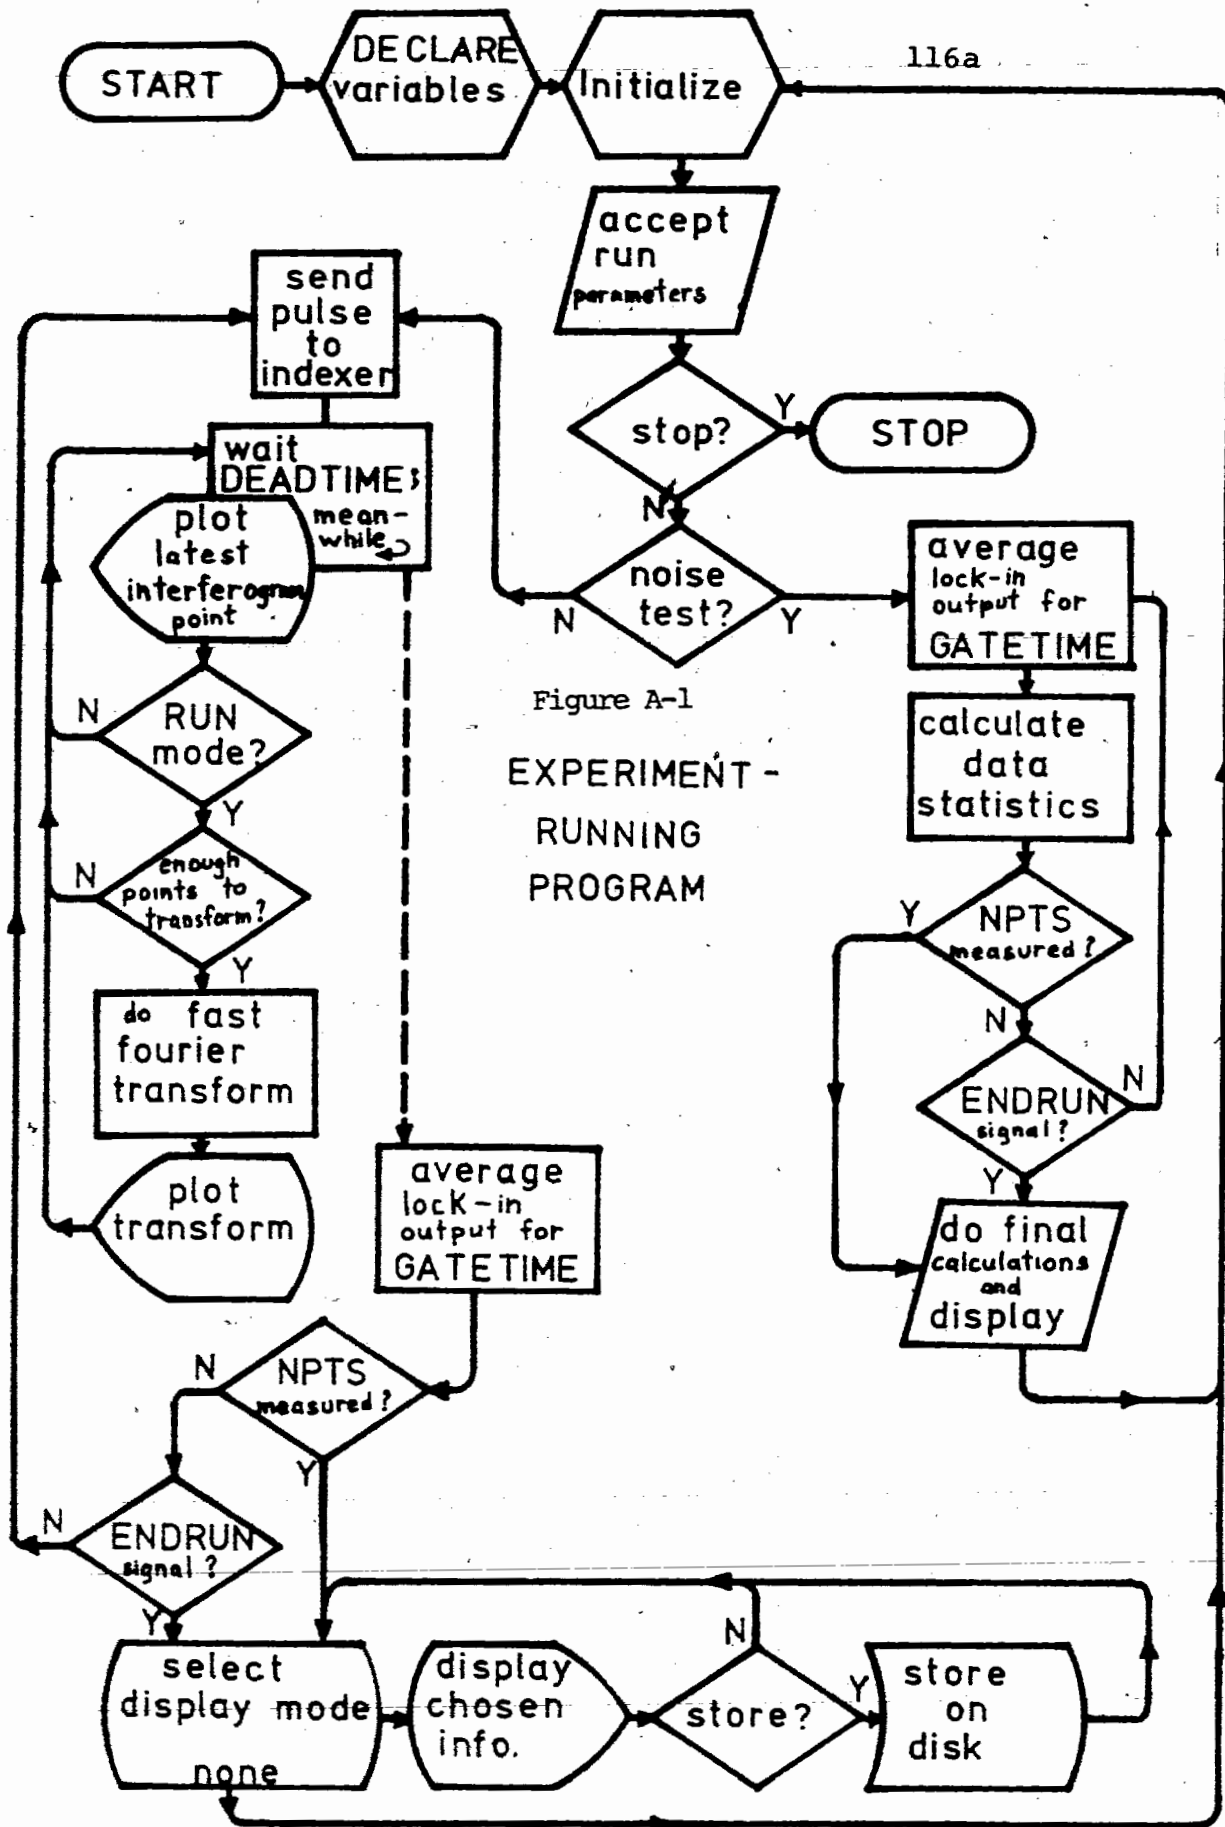 116a
START
DECLARE
variables
Initialize
accept
run
parameters
stop?
Y
STOP
N
noise
test?
N
Y
send
pulse
to
indexer
wait
DEADTIME;
mean-
while
plot
latest
interferogram
point
RUN
mode?
N
Y
enough
points to
transform?
N
Y
do fast
fourier
transform
plot
transform
Figure A-1
EXPERIMENT-
RUNNING
PROGRAM
average
lock-in
output for
GATETIME
calculate
data
statistics
NPTS
measured?
Y
N
ENDRUN
signal?
N
Y
do final
calculations
and
display
average
lock-in
output for
GATETIME
NPTS
measured?
N
Y
ENDRUN
signal?
N
Y
select
display mode
none
display
chosen
info.
store?
N
Y
store
on
disk